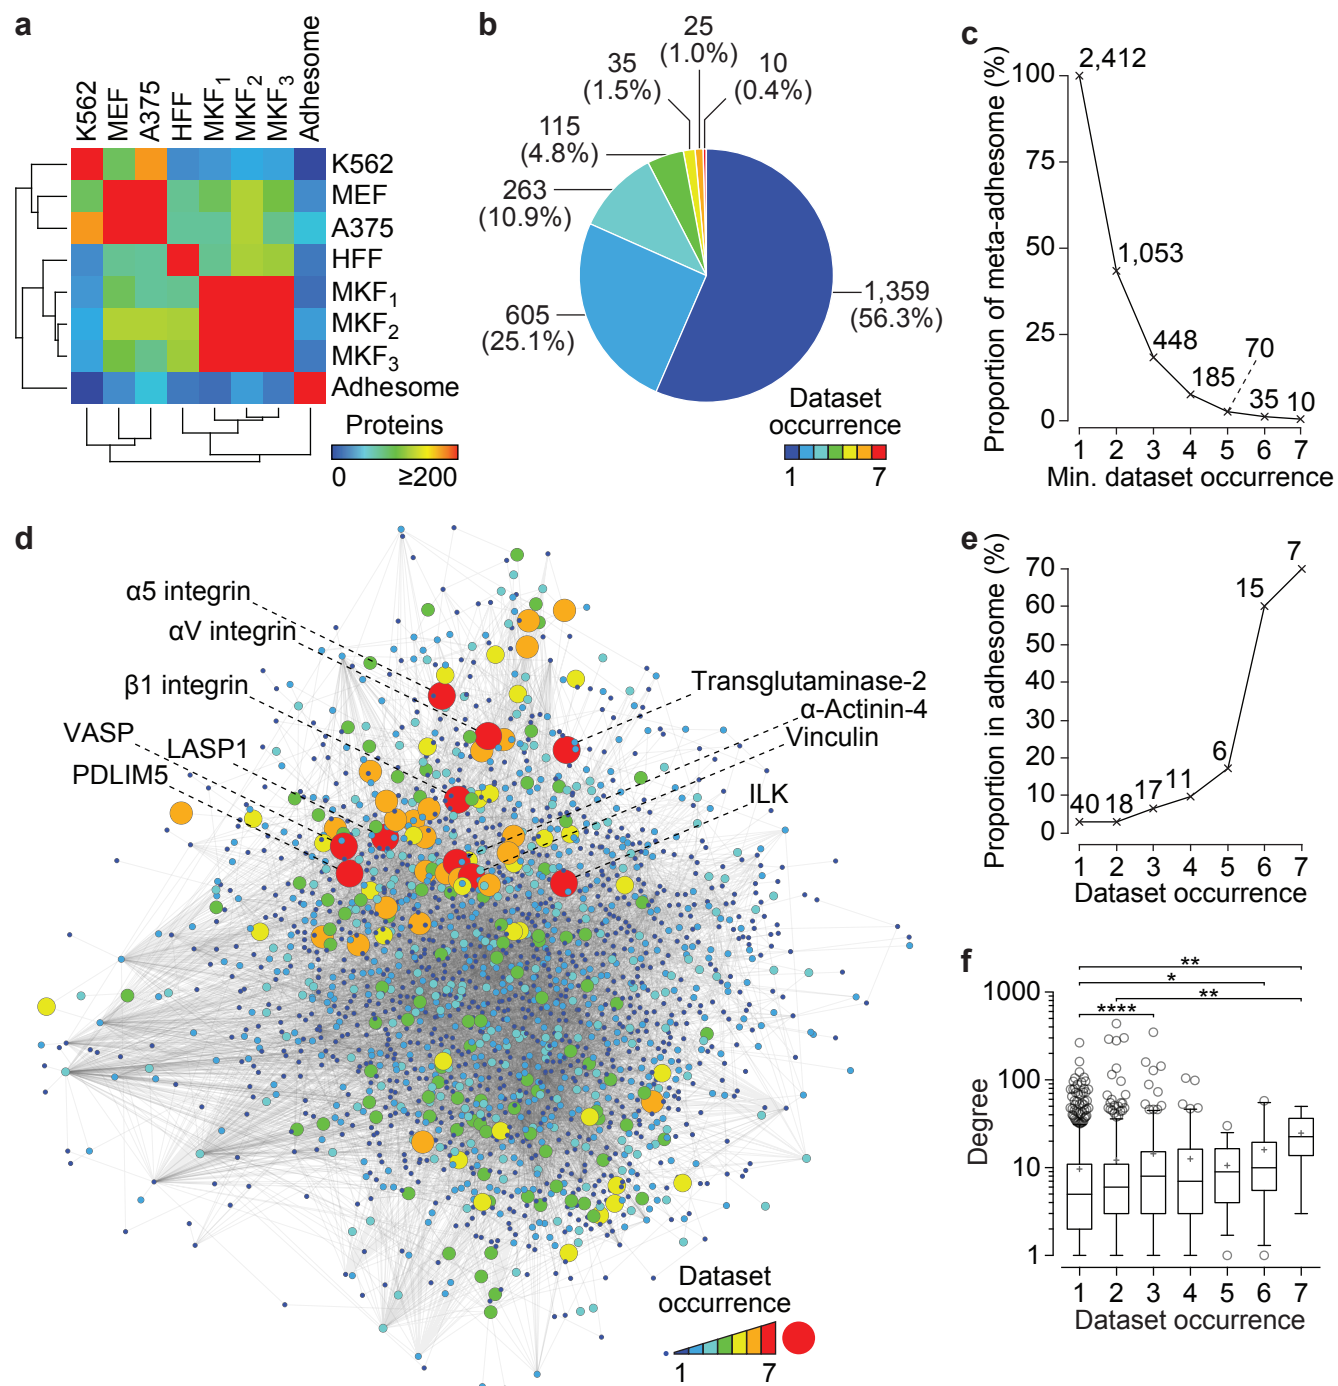 a
K562
MEF
A375
HFF
MKF1
MKF2
MKF3
Adhesome
K562
MEF
A375
HFF
MKF1
MKF2
MKF3
Adhesome
Proteins
0 ≥200
b
25
(1.0%)
35
(1.5%)
10
(0.4%)
115
(4.8%)
263
(10.9%)
605
(25.1%)
1,359
(56.3%)
Dataset
occurrence
1 7
c
Proportion of meta-adhesome (%)
100
75
50
25
0
2,412
1,053
448
185
70
35
10
1 2 3 4 5 6 7
Min. dataset occurrence
d
α5 integrin
αV integrin
β1 integrin
VASP
LASP1
PDLIM5
Transglutaminase-2
α-Actinin-4
Vinculin
ILK
Dataset
occurrence
1 7
e
Proportion in adhesome (%)
70
60
50
40
30
20
10
0
40
18
17
11
6
15
7
1 2 3 4 5 6 7
Dataset occurrence
f
**
*
**
****
Degree
1000
100
10
1
1 2 3 4 5 6 7
Dataset occurrence